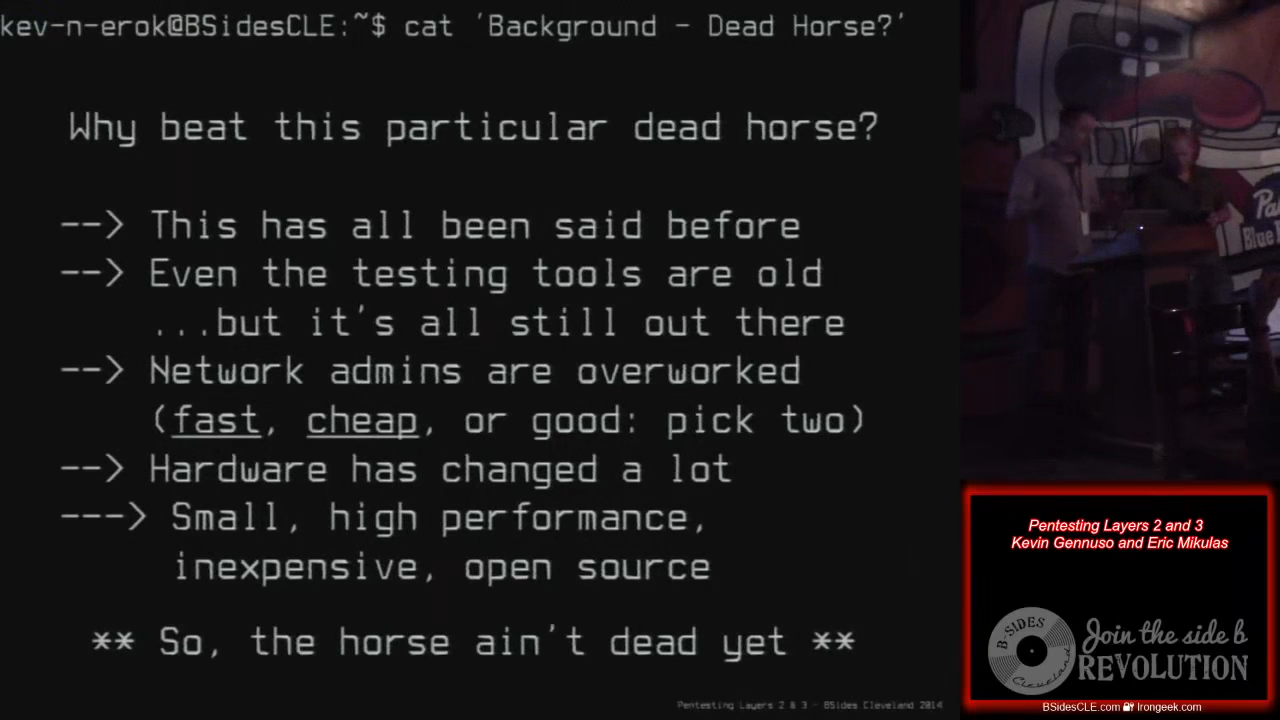 kev-n-erok@BSidesCLE:~$ cat 'Background - Dead Horse?'
Why beat this particular dead horse?
--> This has all been said before
--> Even the testing tools are old
...but it's all still out there
--> Network admins are overworked
(fast, cheap, or good: pick two)
--> Hardware has changed a lot
---> Small, high performance,
inexpensive, open source
** So, the horse ain't dead yet **
Pentesting Layers 2 & 3 - BSides Cleveland 2014
Blue
Pentesting Layers 2 and 3
Kevin Gennuso and Eric Mikulas
B-SIDES
Cleveland
Join the side b
REVOLUTION
BSidesCLE.com Irongeek.com